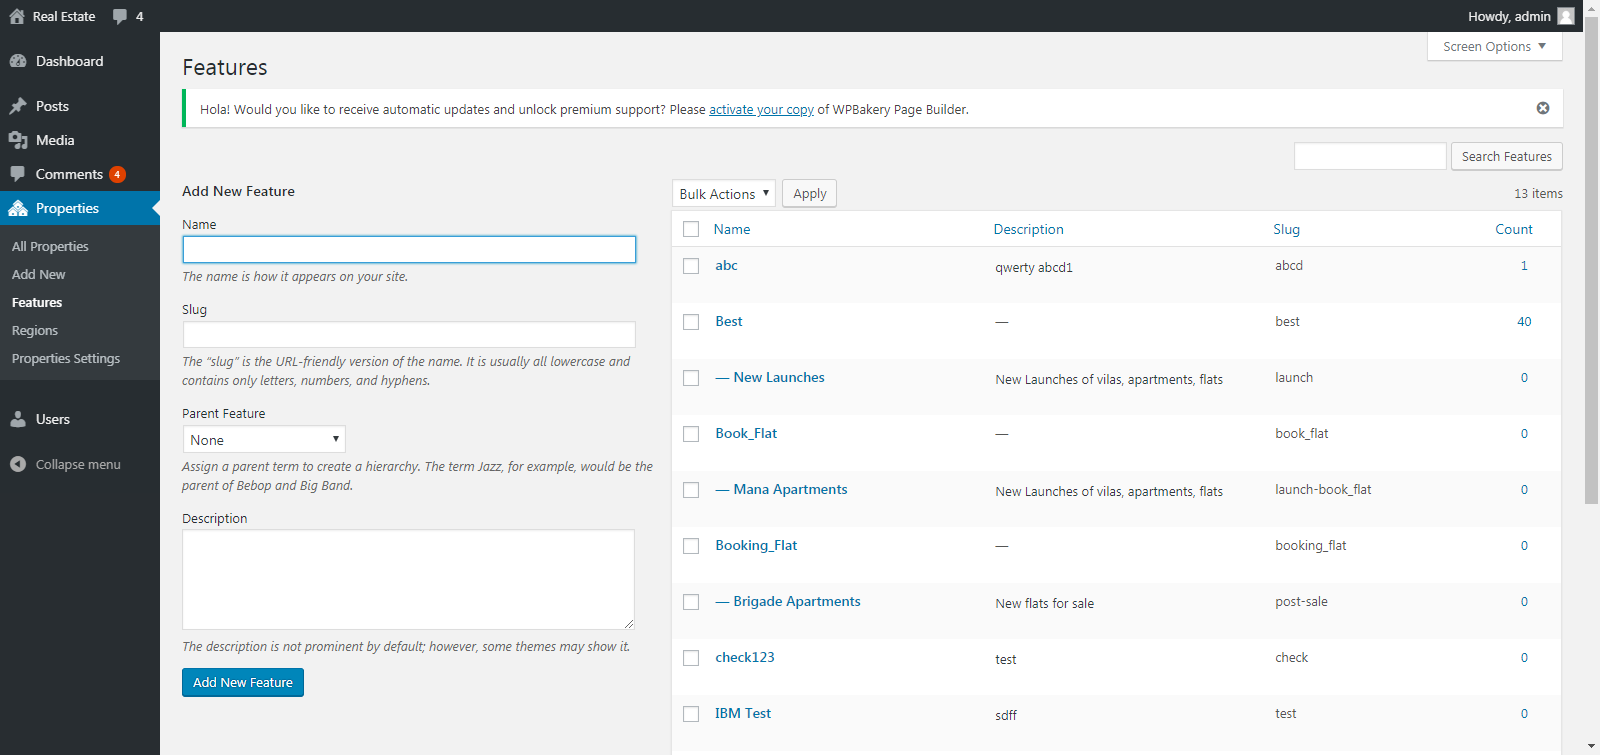 Real Estate 4 Howdy, admin
Screen Options
Dashboard
Posts
Media
Comments 4
Properties
All Properties
Add New
Features
Regions
Properties Settings
Users
Collapse menu
Features
Hola! Would you like to receive automatic updates and unlock premium support? Please activate your copy of WPBakery Page Builder.
Search Features
Add New Feature
Name
The name is how it appears on your site.
Slug
The “slug” is the URL-friendly version of the name. It is usually all lowercase and
contains only letters, numbers, and hyphens.
Parent Feature
None
Assign a parent term to create a hierarchy. The term Jazz, for example, would be the
parent of Bebop and Big Band.
Description
The description is not prominent by default; however, some themes may show it.
Add New Feature
Bulk Actions Apply 13 items
Name Description Slug Count
abc qwerty abcd1 abcd 1
Best — best 40
— New Launches New Launches of vilas, apartments, flats launch 0
Book_Flat — book_flat 0
— Mana Apartments New Launches of vilas, apartments, flats launch-book_flat 0
Booking_Flat — booking_flat 0
— Brigade Apartments New flats for sale post-sale 0
check123 test check 0
IBM Test sdff test 0